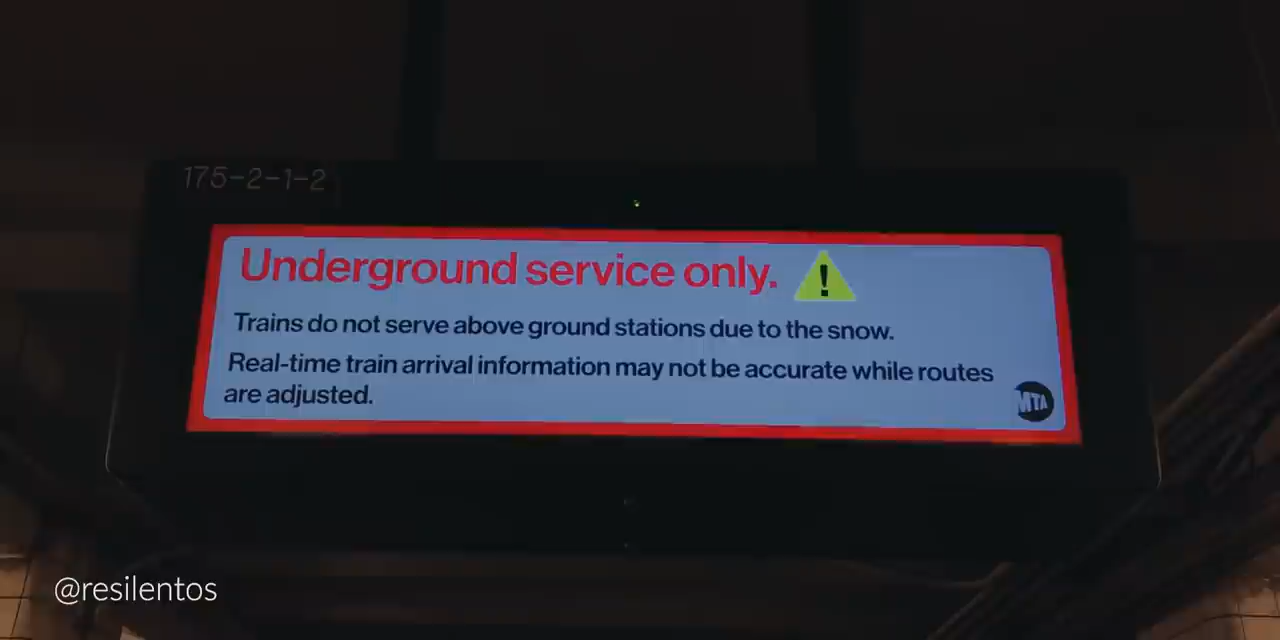 175-2-1-2
Underground service only.
!
Trains do not serve above ground stations due to the snow.
Real-time train arrival information may not be accurate while routes
are adjusted.
MTA
@resilentos